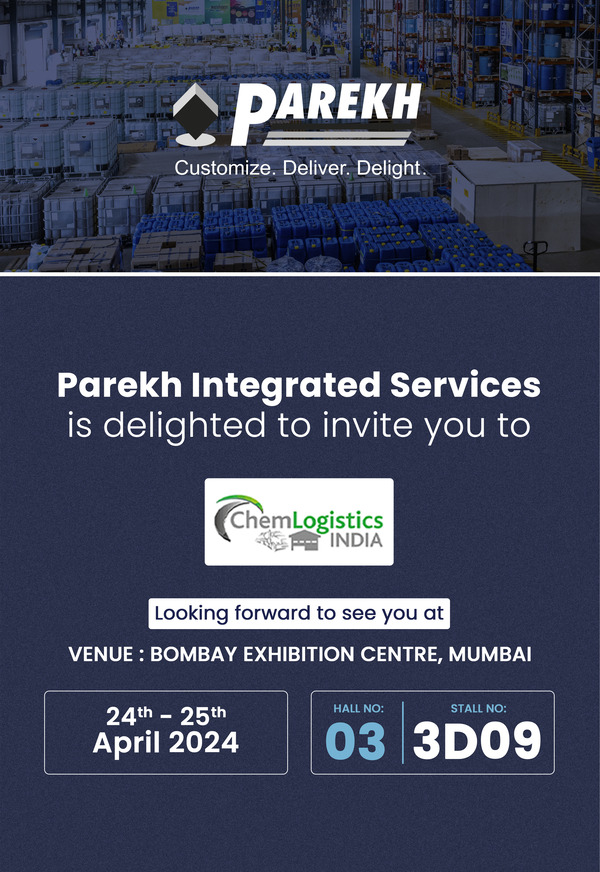 PAREKH
Customize. Deliver. Delight.
Parekh Integrated Services
is delighted to invite you to
ChemLogistics
INDIA
Looking forward to see you at
VENUE : BOMBAY EXHIBITION CENTRE, MUMBAI
24th - 25th
April 2024
HALL NO:
03
STALL NO:
3D09